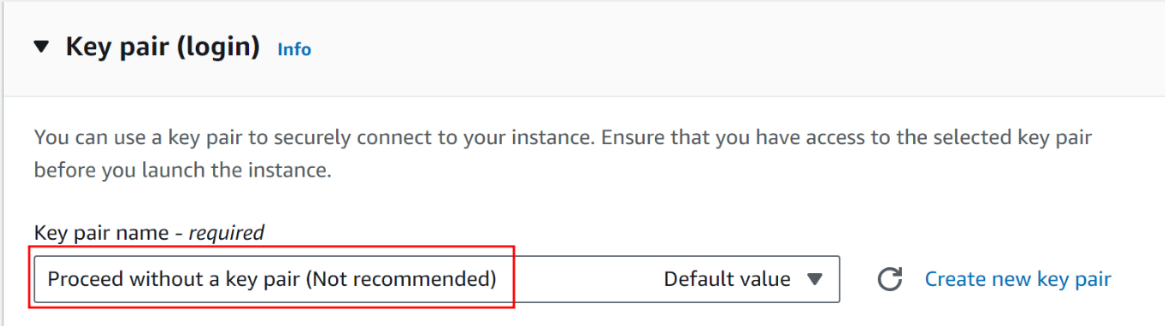 Key pair (login) Info
You can use a key pair to securely connect to your instance. Ensure that you have access to the selected key pair
before you launch the instance.
Key pair name - required
Proceed without a key pair (Not recommended) Default value Create new key pair